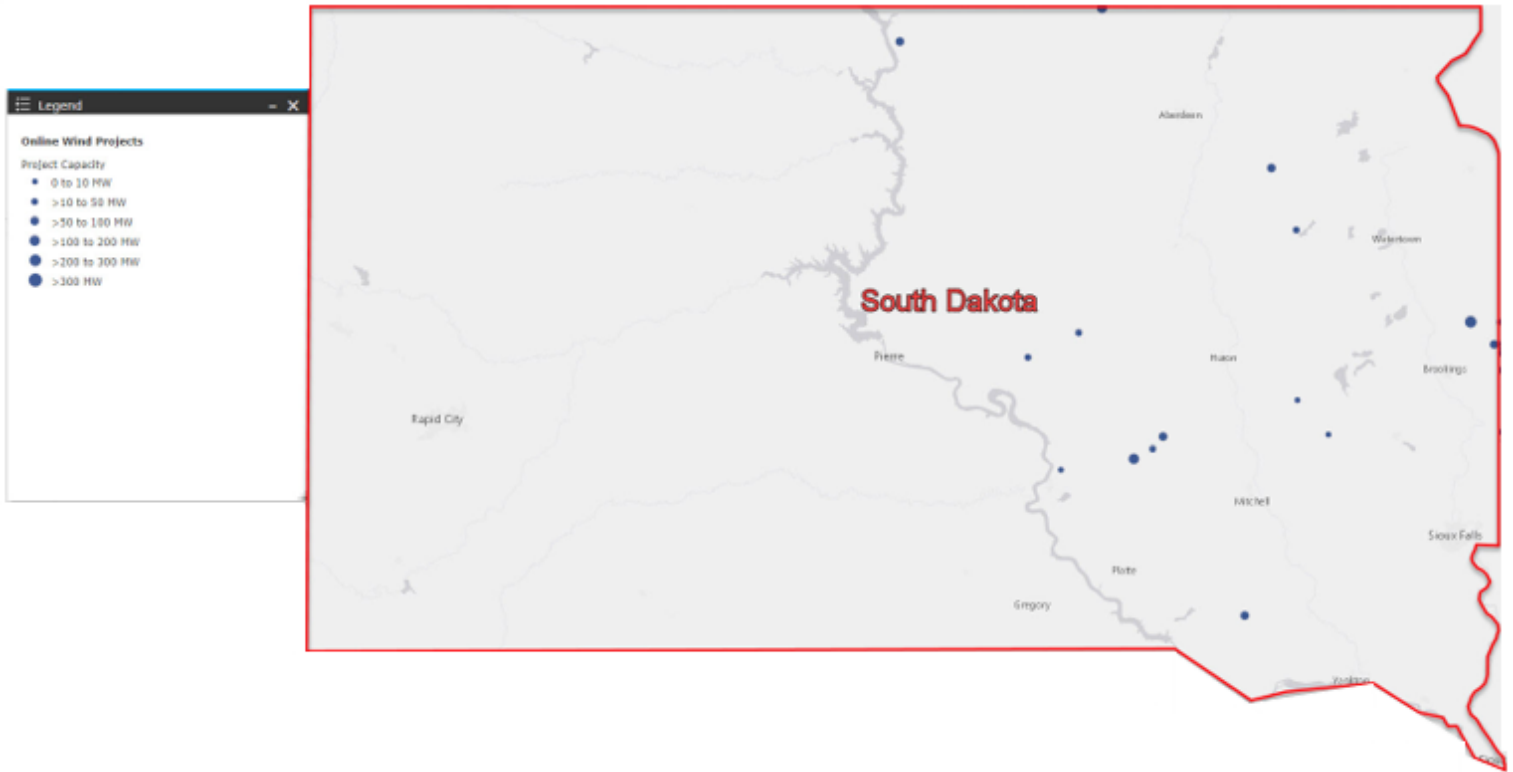 Legend
Online Wind Projects
Project Capacity
0 to 10 MW
>10 to 50 MW
>50 to 100 MW
>100 to 200 MW
>200 to 300 MW
>300 MW
Aberdeen
Watertown
South Dakota
Pierre
Huron
Brookings
Rapid City
Mitchell
Sioux Falls
Platte
Gregory
Yankton